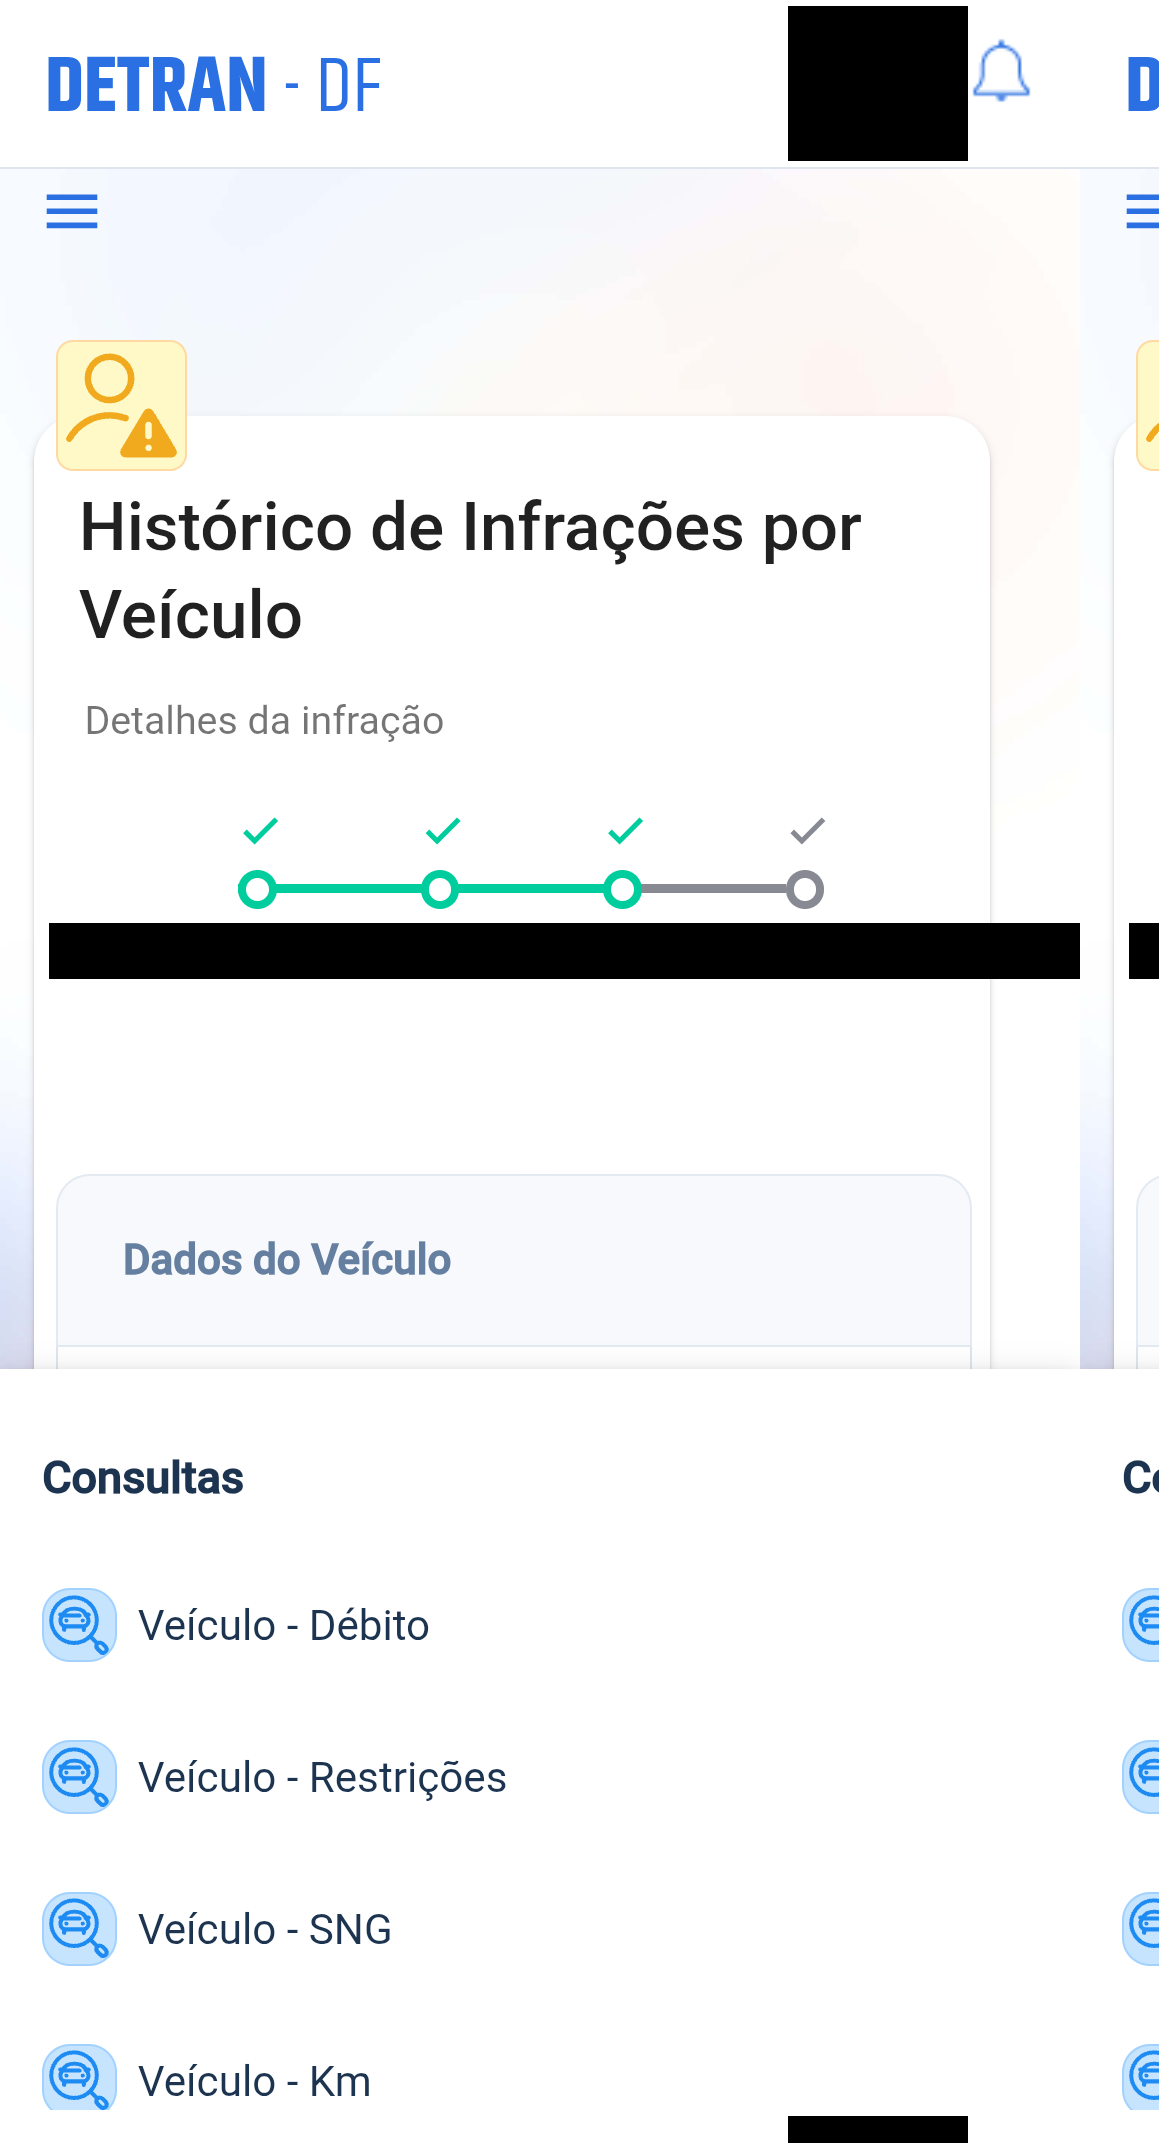 DETRAN - DF
Histórico de Infrações por
Veículo
Detalhes da infração
Dados do Veículo
Consultas
Veículo - Débito
Veículo - Restrições
Veículo - SNG
Veículo - Km